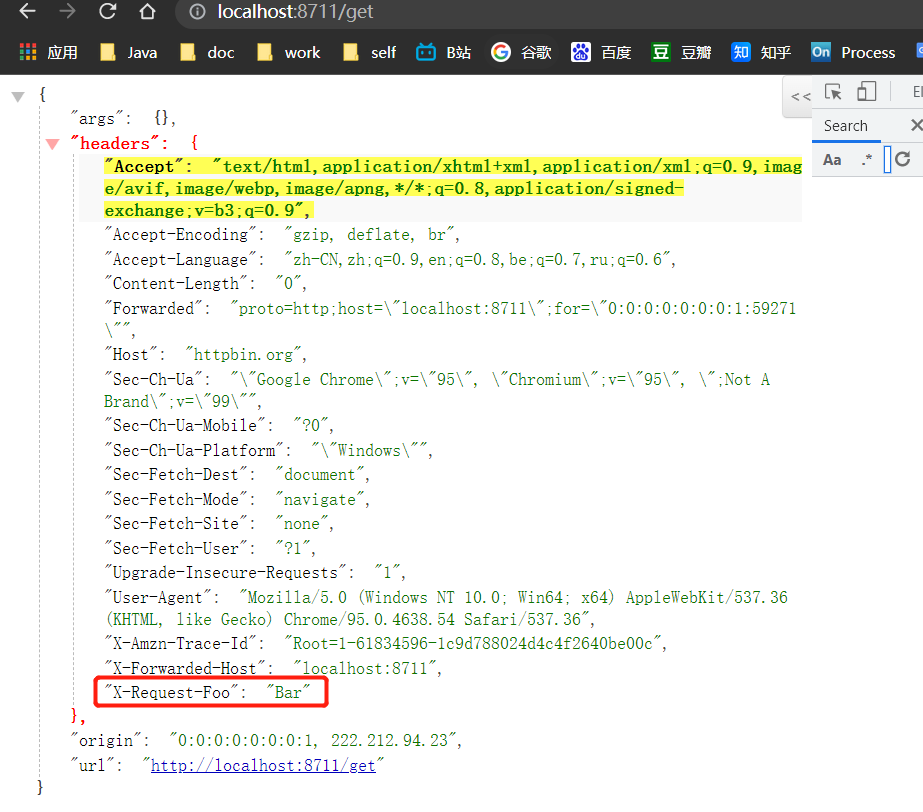 localhost:8711/get
应用 Java doc work self B站 谷歌 百度 豆瓣 知乎 On Process
{
"args": {},
"headers": {
"Accept": "text/html,application/xhtml+xml,application/xml;q=0.9,imag
e/avif,image/webp,image/apng,*/*;q=0.8,application/signed-
exchange;v=b3;q=0.9",
"Accept-Encoding": "gzip, deflate, br",
"Accept-Language": "zh-CN,zh;q=0.9,en;q=0.8,be;q=0.7,ru;q=0.6",
"Content-Length": "0",
"Forwarded": "proto=http;host=\"localhost:8711\";for=\"0:0:0:0:0:0:0:1:59271
\"",
"Host": "httpbin.org",
"Sec-Ch-Ua": "\"Google Chrome\";v=\"95\", \"Chromium\";v=\"95\", \";Not A
Brand\";v=\"99\"",
"Sec-Ch-Ua-Mobile": "?0",
"Sec-Ch-Ua-Platform": "\"Windows\"",
"Sec-Fetch-Dest": "document",
"Sec-Fetch-Mode": "navigate",
"Sec-Fetch-Site": "none",
"Sec-Fetch-User": "?1",
"Upgrade-Insecure-Requests": "1",
"User-Agent": "Mozilla/5.0 (Windows NT 10.0; Win64; x64) AppleWebKit/537.36
(KHTML, like Gecko) Chrome/95.0.4638.54 Safari/537.36",
"X-Amzn-Trace-Id": "Root=1-61834596-1c9d788024d4c4f2640be00c",
"X-Forwarded-Host": "localhost:8711",
"X-Request-Foo": "Bar"
},
"origin": "0:0:0:0:0:0:0:1, 222.212.94.23",
"url": "http://localhost:8711/get"
}
<<
Search
Aa .*